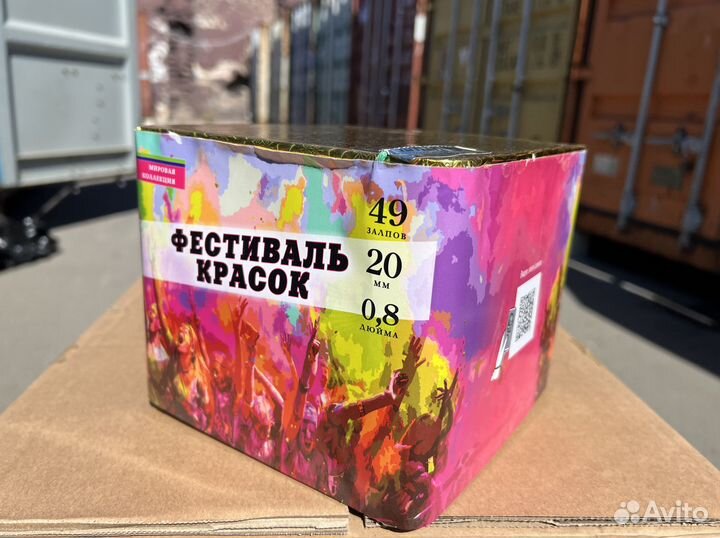 МИРОВАЯ
КОЛЛЕКЦИЯ
ФЕСТИВАЛЬ
КРАСОК
49
ЗАЛПОВ
20
ММ
0,8
ДЮЙМА
Avito